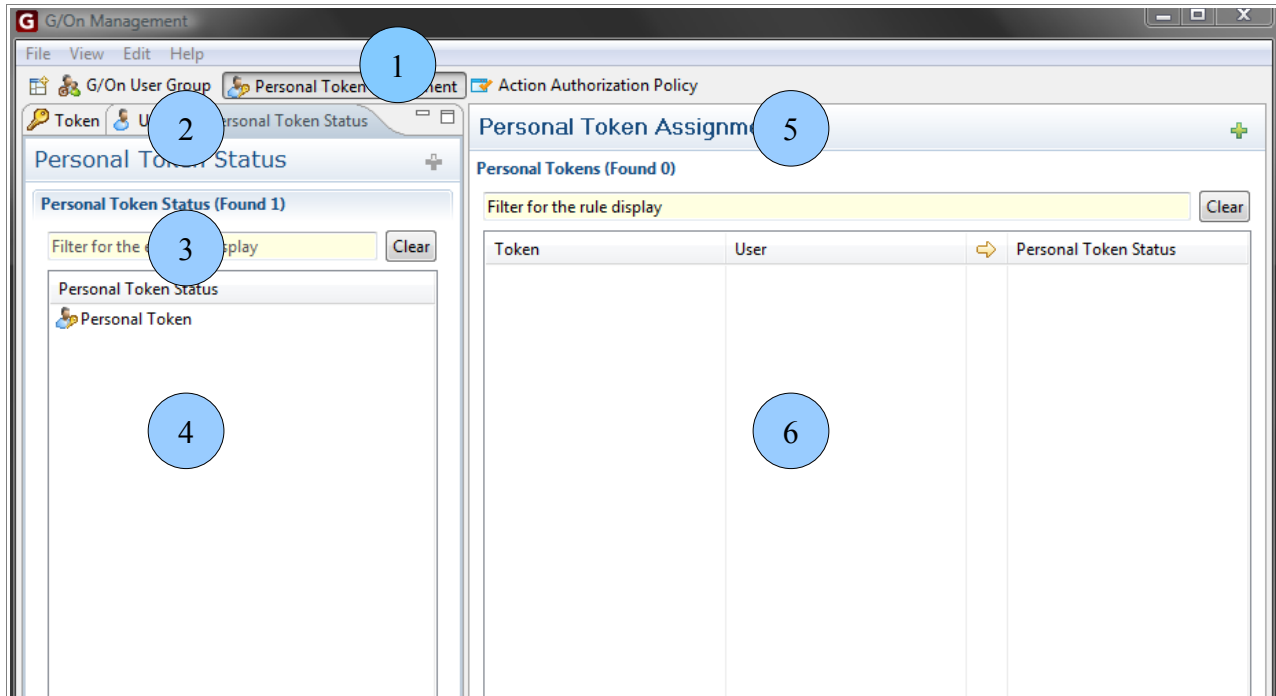 G G/On Management
File View Edit Help
1
G/On User Group Personal Token ment Action Authorization Policy
Token U ersonal Token Status
2
Personal Token Assignme
5
Personal To Status
Personal Tokens (Found 0)
Personal Token Status (Found 1)
Filter for the rule display Clear
Filter for the e splay Clear
3
Token User Personal Token Status
Personal Token Status
Personal Token
4
6